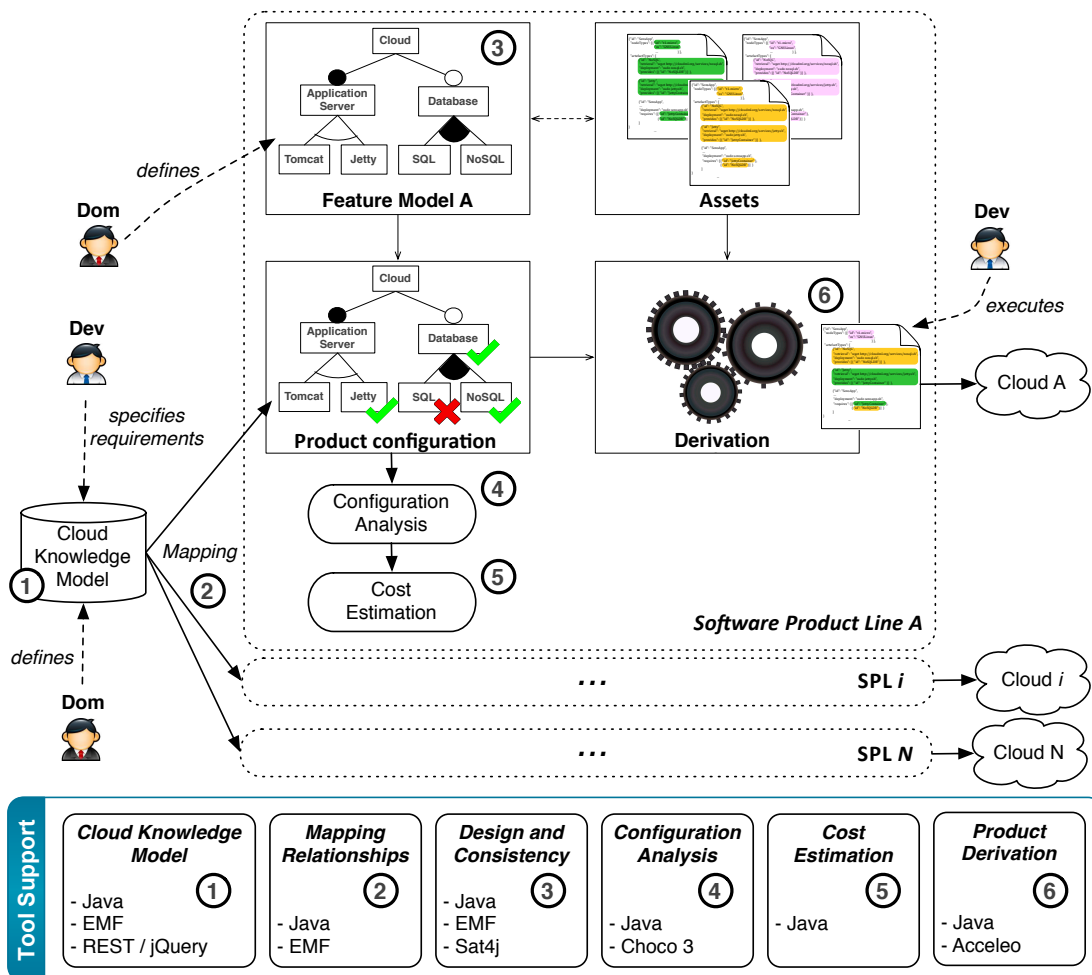 Cloud
3
Application
Server
Database
Tomcat
Jetty
SQL
NoSQL
Feature Model A
Assets
defines
Dom
Dev
executes
Cloud
Application
Server
Database
Tomcat
Jetty
SQL
NoSQL
Product configuration
6
Derivation
Cloud A
Dev
specifies
requirements
Cloud
Knowledge
Model
1
Mapping
2
Configuration
Analysis
4
Cost
Estimation
5
Software Product Line A
defines
Dom
...
SPL i
Cloud i
...
SPL N
Cloud N
Tool Support
Cloud Knowledge
Model
1
- Java
- EMF
- REST / jQuery
Mapping
Relationships
2
- Java
- EMF
Design and
Consistency
3
- Java
- EMF
- Sat4j
Configuration
Analysis
4
- Java
- Choco 3
Cost
Estimation
5
- Java
Product
Derivation
6
- Java
- Acceleo